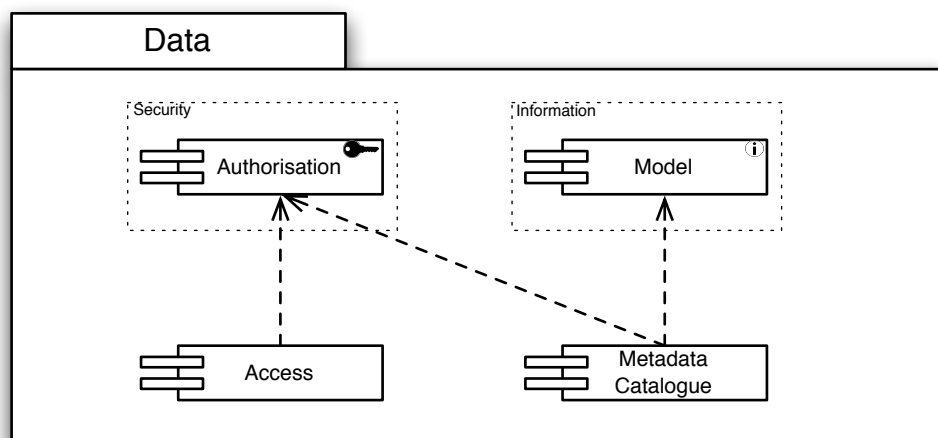 Data
Security
Information
Authorisation
Model
i
Access
Metadata
Catalogue